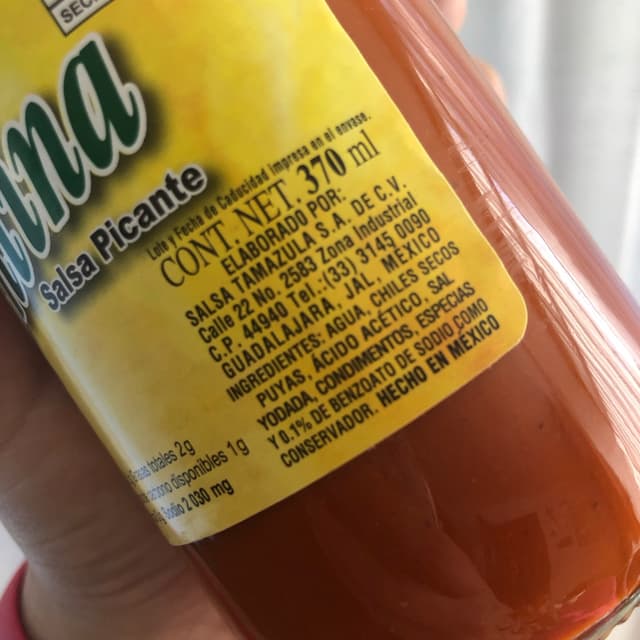 Salsa Picante
Lote y Fecha de Caducidad impresa en el envase.
CONT. NET. 370 ml
ELABORADO POR:
SALSA TAMAZULA S.A. DE C.V.
Calle 22 No. 2583 Zona Industrial
C.P. 44940 Tel.:(33) 3145 0090
GUADALAJARA, JAL. MÉXICO
INGREDIENTES: AGUA, CHILES SECOS
PUYAS, ÁCIDO ACÉTICO, SAL
YODADA, CONDIMENTOS, ESPECIAS
Y 0.1% DE BENZOATO DE SODIO COMO
CONSERVADOR. HECHO EN MÉXICO
totales 2g
disponibles 1g
Sodio 2 030 mg